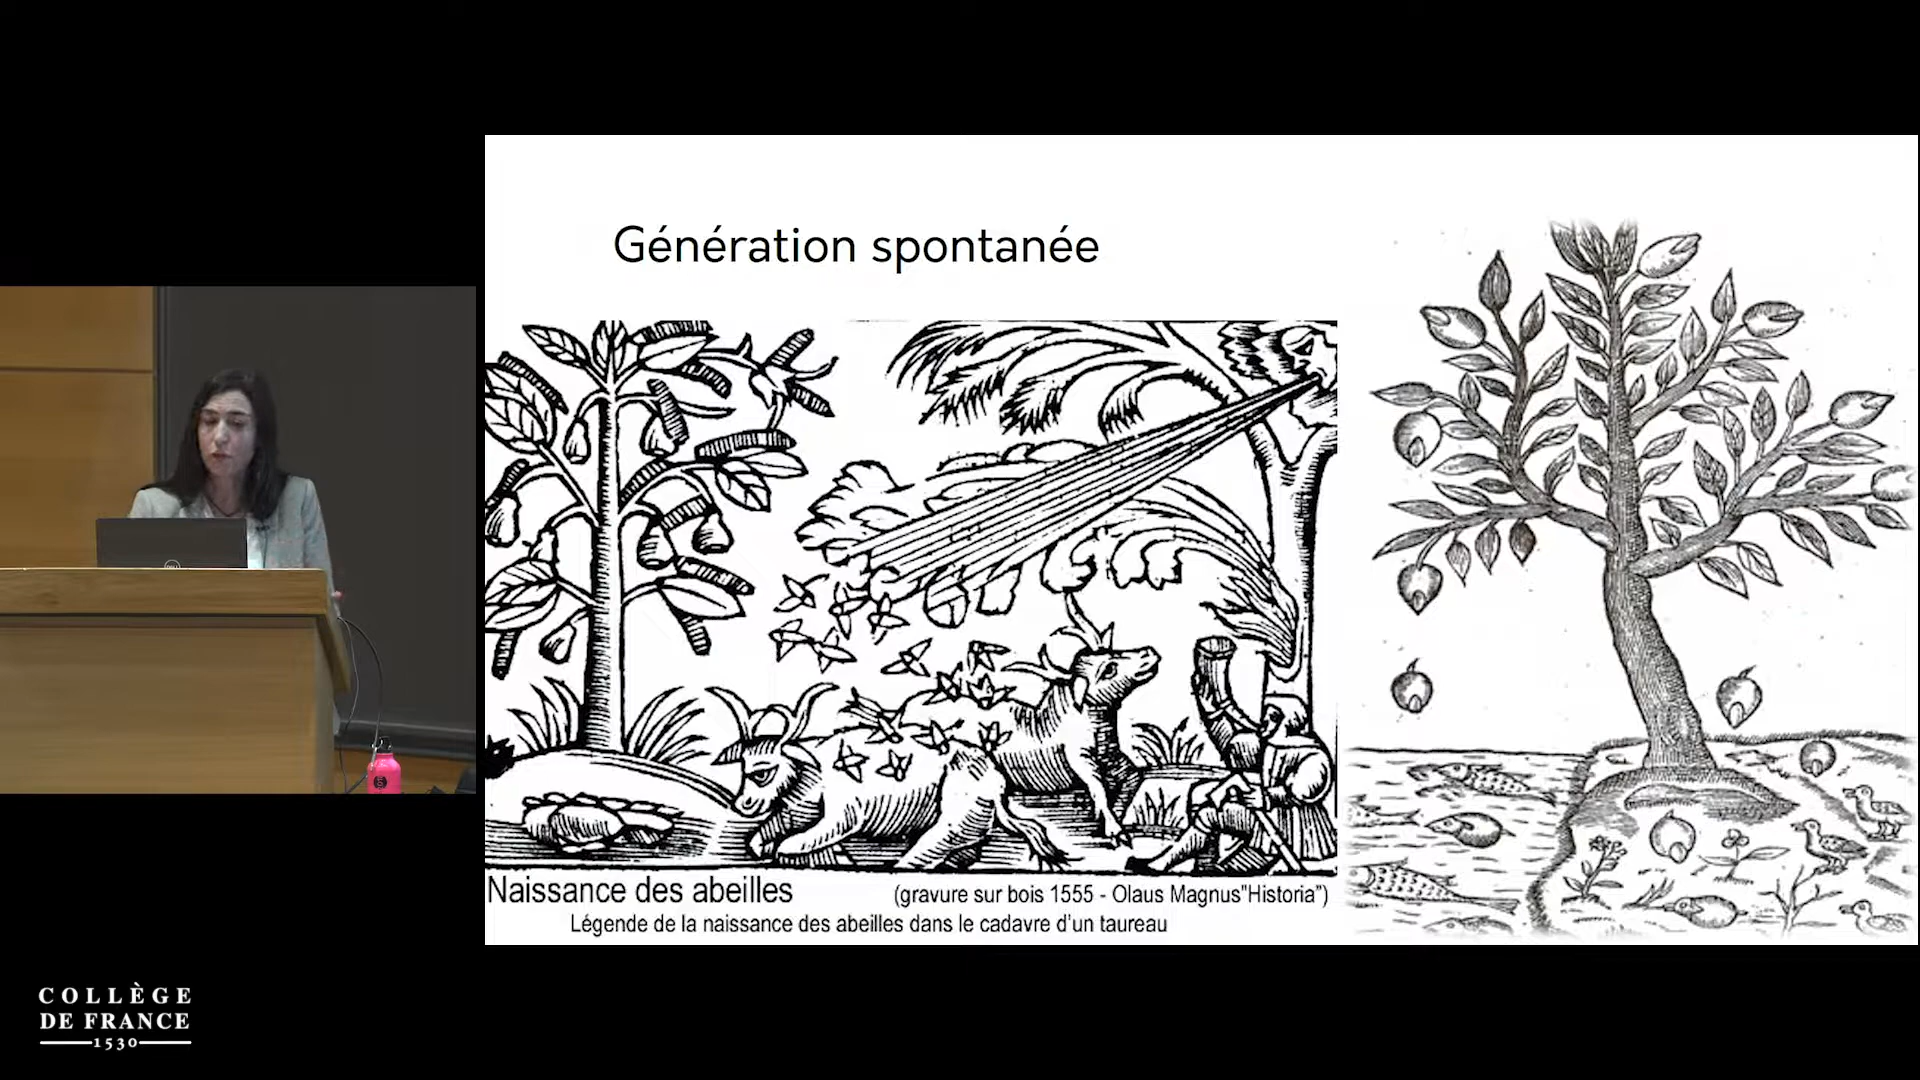 Génération spontanée
Naissance des abeilles
(gravure sur bois 1555 - Olaus Magnus"Historia")
Légende de la naissance des abeilles dans le cadavre d'un taureau
COLLÈGE
DE FRANCE
1530